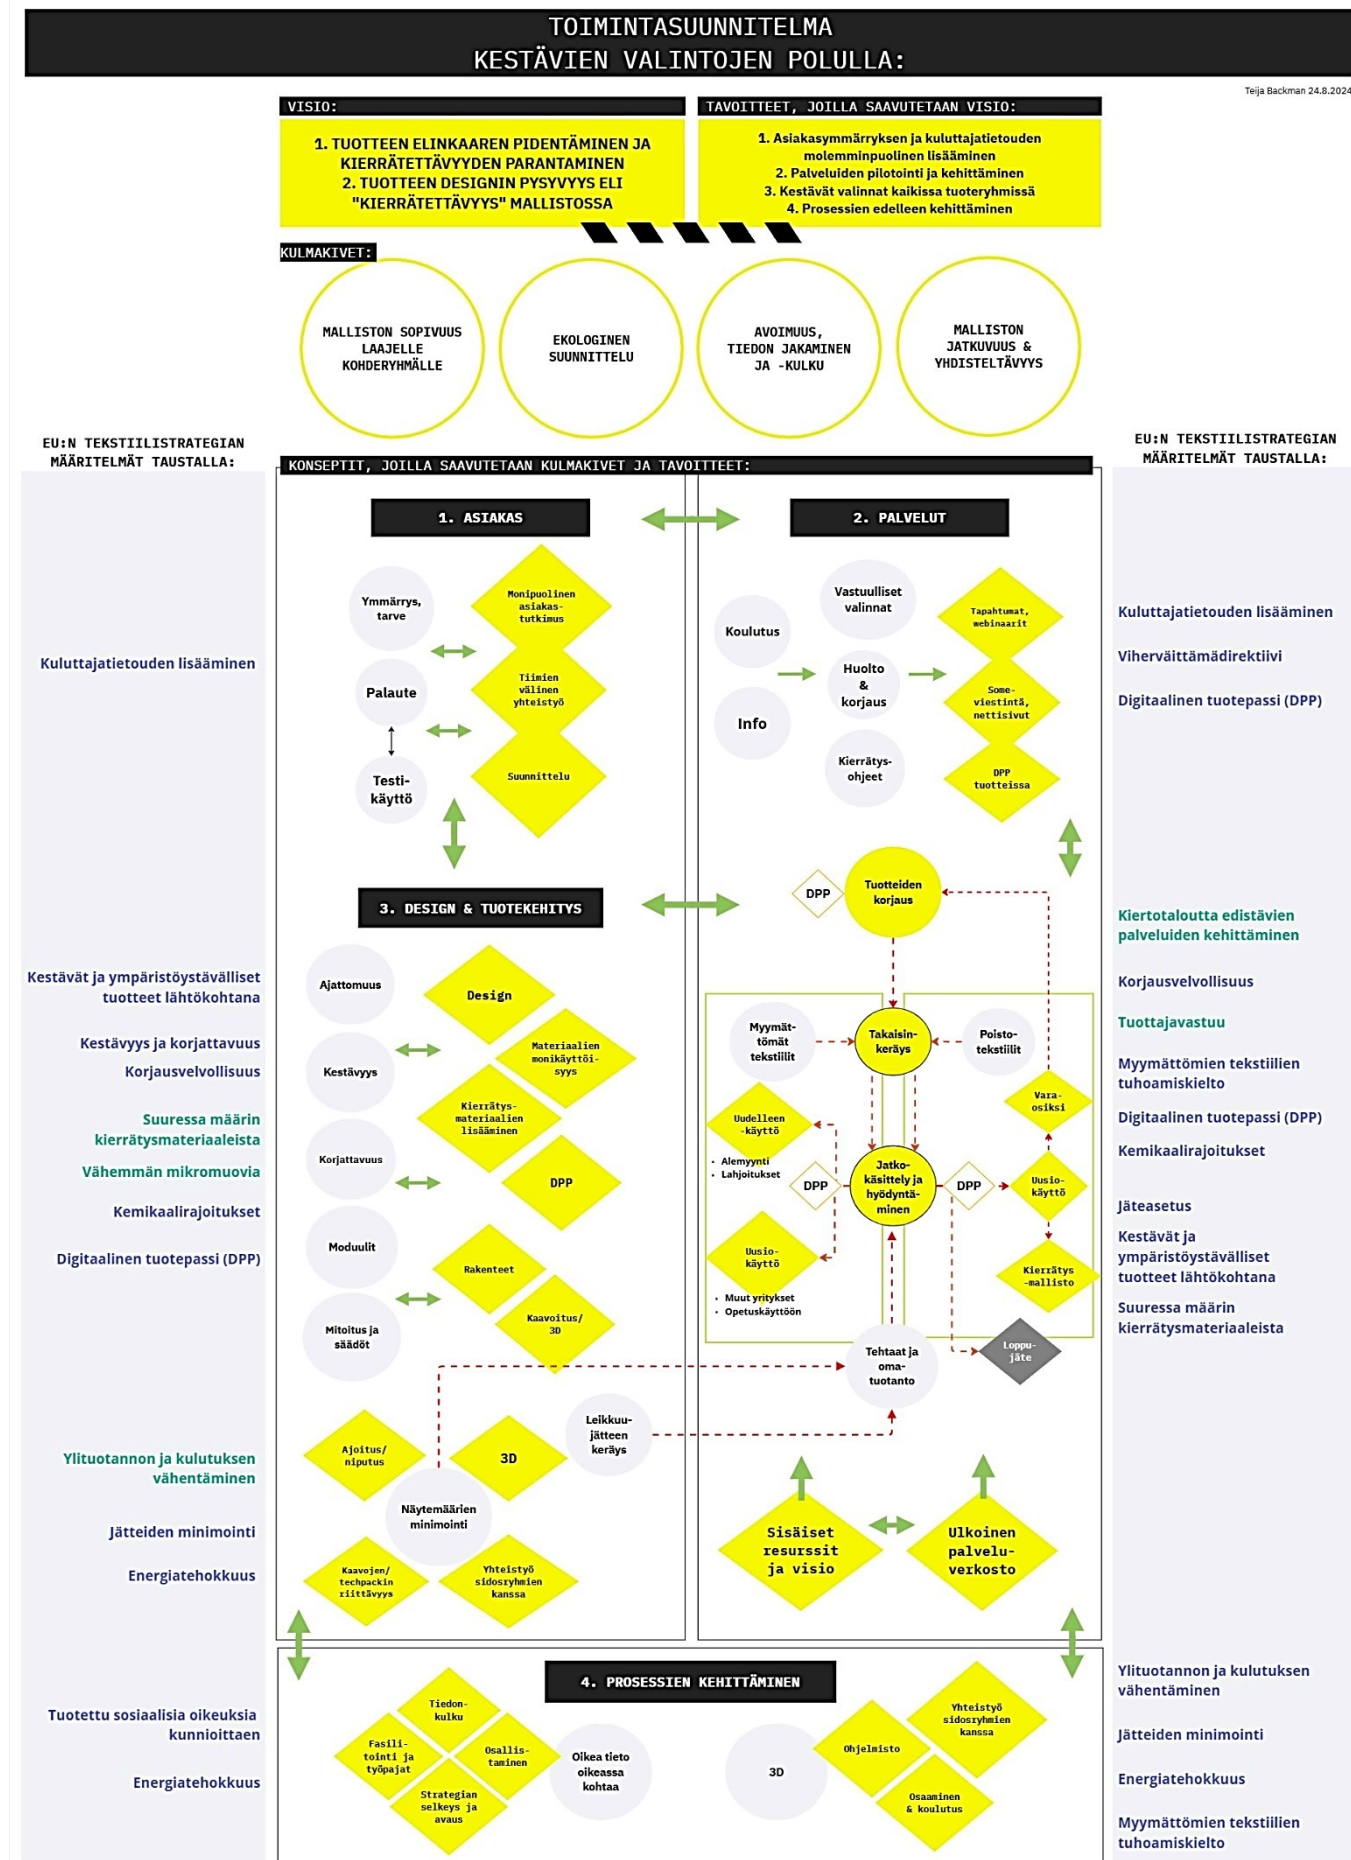 TOIMINTASUUNNITELMA
KESTÄVIEN VALINTOJEN POLULLA:
Teija Backman 24.8.2024
VISIO:
1. TUOTTEEN ELINKAAREN PIDENTÄMINEN JA
KIERRÄTETTÄVYYDEN PARANTAMINEN
2. TUOTTEEN DESIGNIN PYSYVYYS ELI
"KIERRÄTETTÄVYYS" MALLISTOSSA
TAVOITTEET, JOILLA SAAVUTETAAN VISIO:
1. Asiakasymmärryksen ja kuluttajatietouden
molemminpuolinen lisääminen
2. Palveluiden pilotointi ja kehittäminen
3. Kestävät valinnat kaikissa tuoteryhmissä
4. Prosessien edelleen kehittäminen
KULMAKIVET:
MALLISTON SOPIVUUS
LAAJELLE
KOHDERYHMÄLLE
EKOLOGINEN
SUUNNITTELU
AVOIMUUS,
TIEDON JAKAMINEN
JA -KULKU
MALLISTON
JATKUVUUS &
YHDISTELTÄVYYS
EU:N TEKSTIILISTRATEGIAN
MÄÄRITELMÄT TAUSTALLA:
Kuluttajatietouden lisääminen
Kestävät ja ympäristöystävälliset
tuotteet lähtökohtana
Kestävyys ja korjattavuus
Korjausvelvollisuus
Suuressa määrin
kierrätysmateriaaleista
Vähemmän mikromuovia
Kemikaalirajoitukset
Digitaalinen tuotepassi (DPP)
Ylituotannon ja kulutuksen
vähentäminen
Jätteiden minimointi
Energiatehokkuus
Tuotettu sosiaalisia oikeuksia
kunnioittaen
Energiatehokkuus
KONSEPTIT, JOILLA SAAVUTETAAN KULMAKIVET JA TAVOITTEET:
1. ASIAKAS
Ymmärrys,
tarve
Palaute
Testi-
käyttö
Monipuolinen
asiakas-
tutkimus
Tiimien
välinen
yhteistyö
Suunnittelu
2. PALVELUT
Koulutus
Info
Vastuulliset
valinnat
Huolto
&
korjaus
Kierrätys-
ohjeet
Tapahtumat,
webinaarit
Some-
viestintä,
nettisivut
DPP
tuotteissa
DPP
Tuotteiden
korjaus
Myymät-
tömät
tekstiilit
Takaisin-
keräys
Poisto-
tekstiilit
Uudelleen
-käyttö
• Alemyynti
• Lahjoitukset
DPP
Jatko-
käsittely ja
hyödyntä-
minen
DPP
Vara-
osiksi
Uusio-
käyttö
Kierrätys
-mallisto
Uusio-
käyttö
• Muut yritykset
• Opetuskäyttöön
Tehtaat ja
oma-
tuotanto
Loppu-
jäte
Sisäiset
resurssit
ja visio
Ulkoinen
palvelu-
verkosto
3. DESIGN & TUOTEKEHITYS
Ajattomuus
Kestävyys
Korjattavuus
Moduulit
Mitoitus ja
säädöt
Design
Materiaalien
monikäyttöi-
syys
Kierrätys-
materiaalien
lisääminen
DPP
Rakenteet
Kaavoitus/
3D
Leikkuu-
jätteen
keräys
Ajoitus/
niputus
3D
Näytemäärien
minimointi
Kaavojen/
techpackin
riittävyys
Yhteistyö
sidosryhmien
kanssa
4. PROSESSIEN KEHITTÄMINEN
Tiedon-
kulku
Fasili-
tointi ja
työpajat
Osallis-
taminen
Strategian
selkeys ja
avaus
Oikea tieto
oikeassa
kohtaa
3D
Ohjelmisto
Yhteistyö
sidosryhmien
kanssa
Osaaminen
& koulutus
EU:N TEKSTIILISTRATEGIAN
MÄÄRITELMÄT TAUSTALLA:
Kuluttajatietouden lisääminen
Viherväittämädirektiivi
Digitaalinen tuotepassi (DPP)
Kiertotaloutta edistävien
palveluiden kehittäminen
Korjausvelvollisuus
Tuottajavastuu
Myymättömien tekstiilien
tuhoamiskielto
Digitaalinen tuotepassi (DPP)
Kemikaalirajoitukset
Jäteasetus
Kestävät ja
ympäristöystävälliset
tuotteet lähtökohtana
Suuressa määrin
kierrätysmateriaaleista
Ylituotannon ja kulutuksen
vähentäminen
Jätteiden minimointi
Energiatehokkuus
Myymättömien tekstiilien
tuhoamiskielto